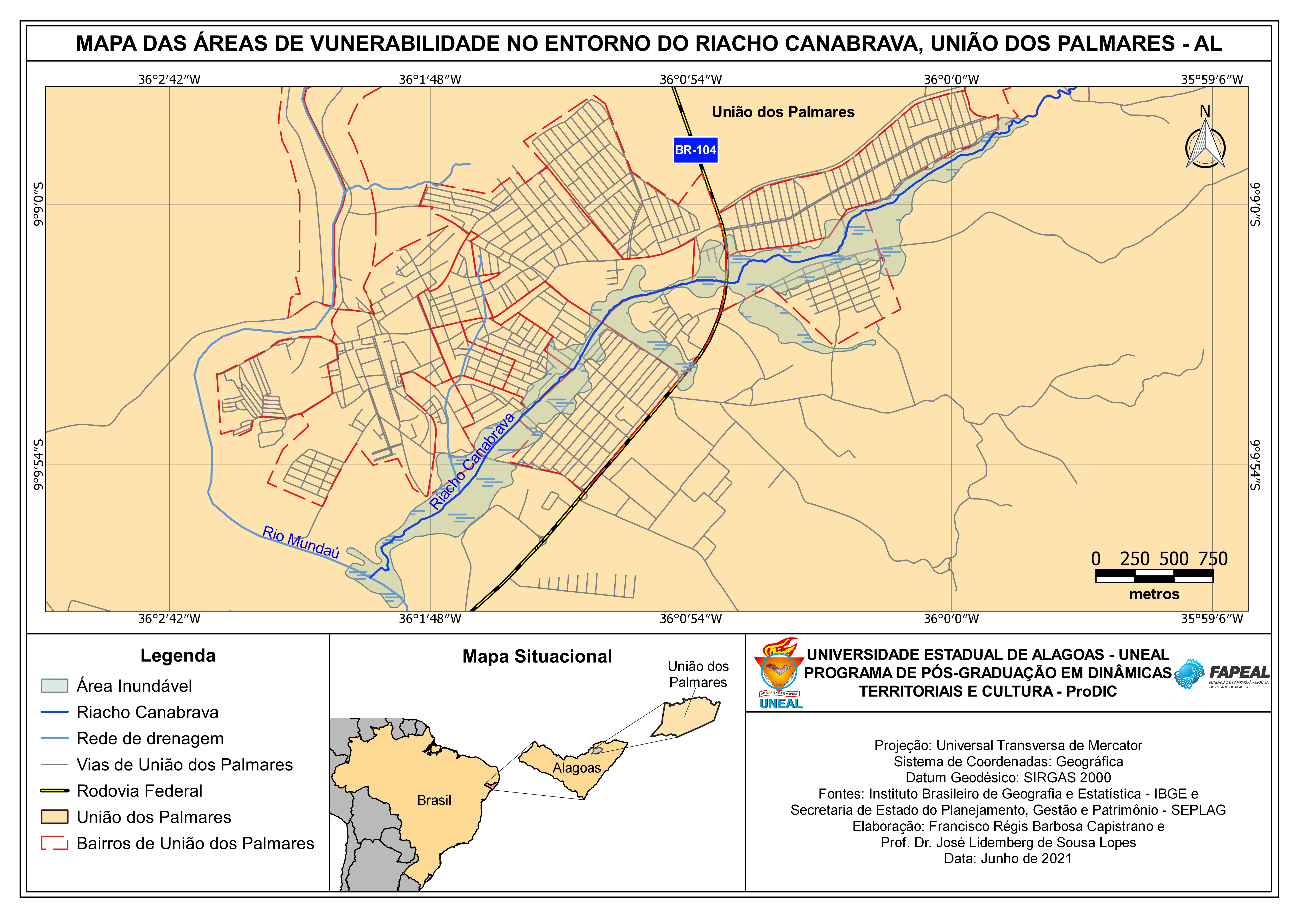 MAPA DAS ÁREAS DE VUNERABILIDADE NO ENTORNO DO RIACHO CANABRAVA, UNIÃO DOS PALMARES - AL
36°2′42″W
36°1′48″W
36°0′54″W
36°0′0″W
35°59′6″W
União dos Palmares
N
BR-104
9°9′0″S
9°9′0″S
Riacho Canabrava
9°9′54″S
9°9′54″S
Rio Mundaú
0 250 500 750
metros
36°2′42″W
36°1′48″W
36°0′54″W
36°0′0″W
35°59′6″W
Legenda
Área Inundável
Riacho Canabrava
Rede de drenagem
Vias de União dos Palmares
Rodovia Federal
União dos Palmares
Bairros de União dos Palmares
Mapa Situacional
União dos
Palmares
Alagoas
Brasil
UNEAL
UNIVERSIDADE ESTADUAL DE ALAGOAS - UNEAL
PROGRAMA DE PÓS-GRADUAÇÃO EM DINÂMICAS
TERRITORIAIS E CULTURA - ProDIC
FAPEAL
Projeção: Universal Transversa de Mercator
Sistema de Coordenadas: Geográfica
Datum Geodésico: SIRGAS 2000
Fontes: Instituto Brasileiro de Geografia e Estatística - IBGE e
Secretaria de Estado do Planejamento, Gestão e Patrimônio - SEPLAG
Elaboração: Francisco Régis Barbosa Capistrano e
Prof. Dr. José Lidemberg de Sousa Lopes
Data: Junho de 2021